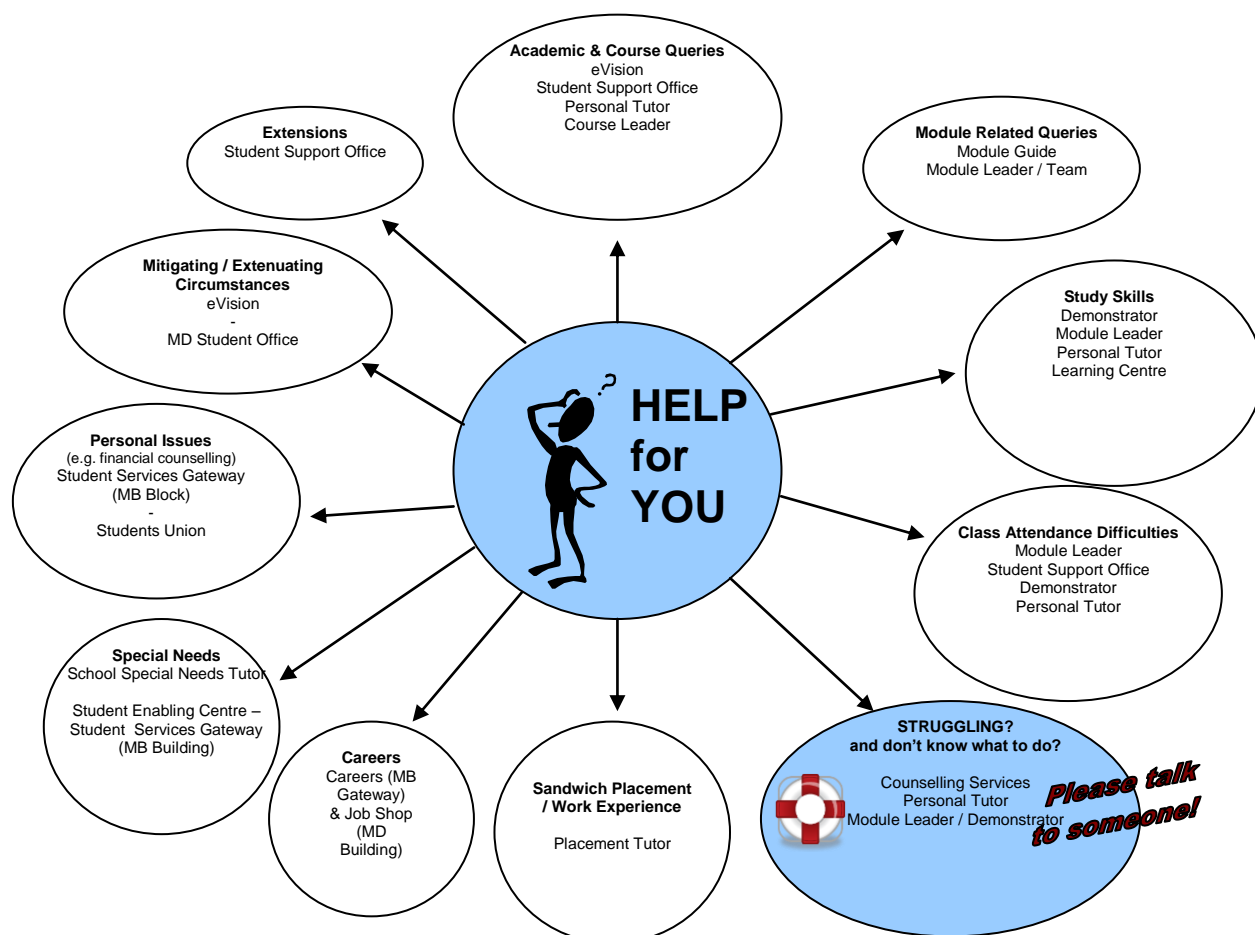 Academic & Course Queries
eVision
Student Support Office
Personal Tutor
Course Leader
Extensions
Student Support Office
Module Related Queries
Module Guide
Module Leader / Team
Mitigating / Extenuating
Circumstances
eVision
-
MD Student Office
Study Skills
Demonstrator
Module Leader
Personal Tutor
Learning Centre
?
HELP
for
YOU
Personal Issues
(e.g. financial counselling)
Student Services Gateway
(MB Block)
-
Students Union
Class Attendance Difficulties
Module Leader
Student Support Office
Demonstrator
Personal Tutor
Special Needs
School Special Needs Tutor
Student Enabling Centre –
Student Services Gateway
(MB Building)
Careers
Careers (MB
Gateway)
& Job Shop
(MD
Building)
Sandwich Placement
/ Work Experience
Placement Tutor
STRUGGLING?
and don't know what to do?
Counselling Services
Personal Tutor
Module Leader / Demonstrator
Please talk
to someone!